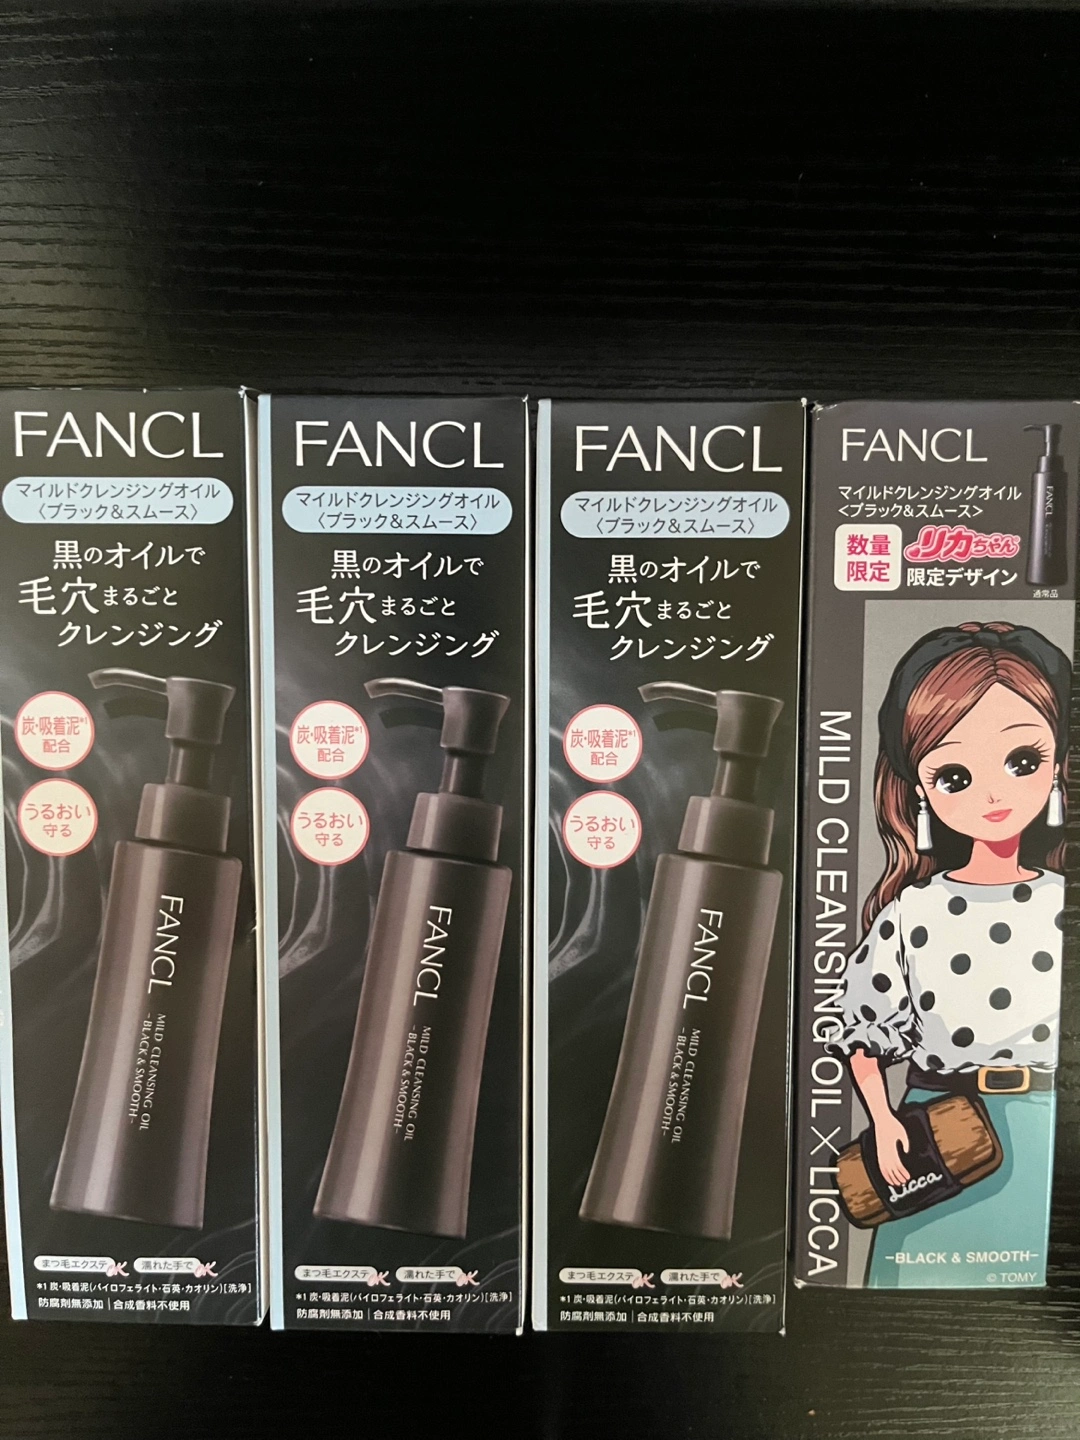 FANCL
マイルドクレンジングオイル
〈ブラック&スムース〉
黒のオイルで
毛穴まるごと
クレンジング
炭・吸着泥*1
配合
うるおい
守る
FANCL
MILD CLEANSING OIL
-BLACK & SMOOTH-
まつ毛エクステOK 濡れた手でOK
*1 炭・吸着泥(パイロフェライト・石英・カオリン)[洗浄]
防腐剤無添加|合成香料不使用
FANCL
マイルドクレンジングオイル
〈ブラック&スムース〉
黒のオイルで
毛穴まるごと
クレンジング
炭・吸着泥*1
配合
うるおい
守る
FANCL
MILD CLEANSING OIL
-BLACK & SMOOTH-
まつ毛エクステOK 濡れた手でOK
*1 炭・吸着泥(パイロフェライト・石英・カオリン)[洗浄]
防腐剤無添加|合成香料不使用
FANCL
マイルドクレンジングオイル
〈ブラック&スムース〉
黒のオイルで
毛穴まるごと
クレンジング
炭・吸着泥*1
配合
うるおい
守る
FANCL
MILD CLEANSING OIL
-BLACK & SMOOTH-
まつ毛エクステOK 濡れた手でOK
*1 炭・吸着泥(パイロフェライト・石英・カオリン)[洗浄]
防腐剤無添加|合成香料不使用
FANCL
マイルドクレンジングオイル
<ブラック&スムース>
数量
限定
リカちゃん
限定デザイン
FANCL
通常品
MILD CLEANSING OIL × LICCA
Licca
-BLACK & SMOOTH-
© TOMY